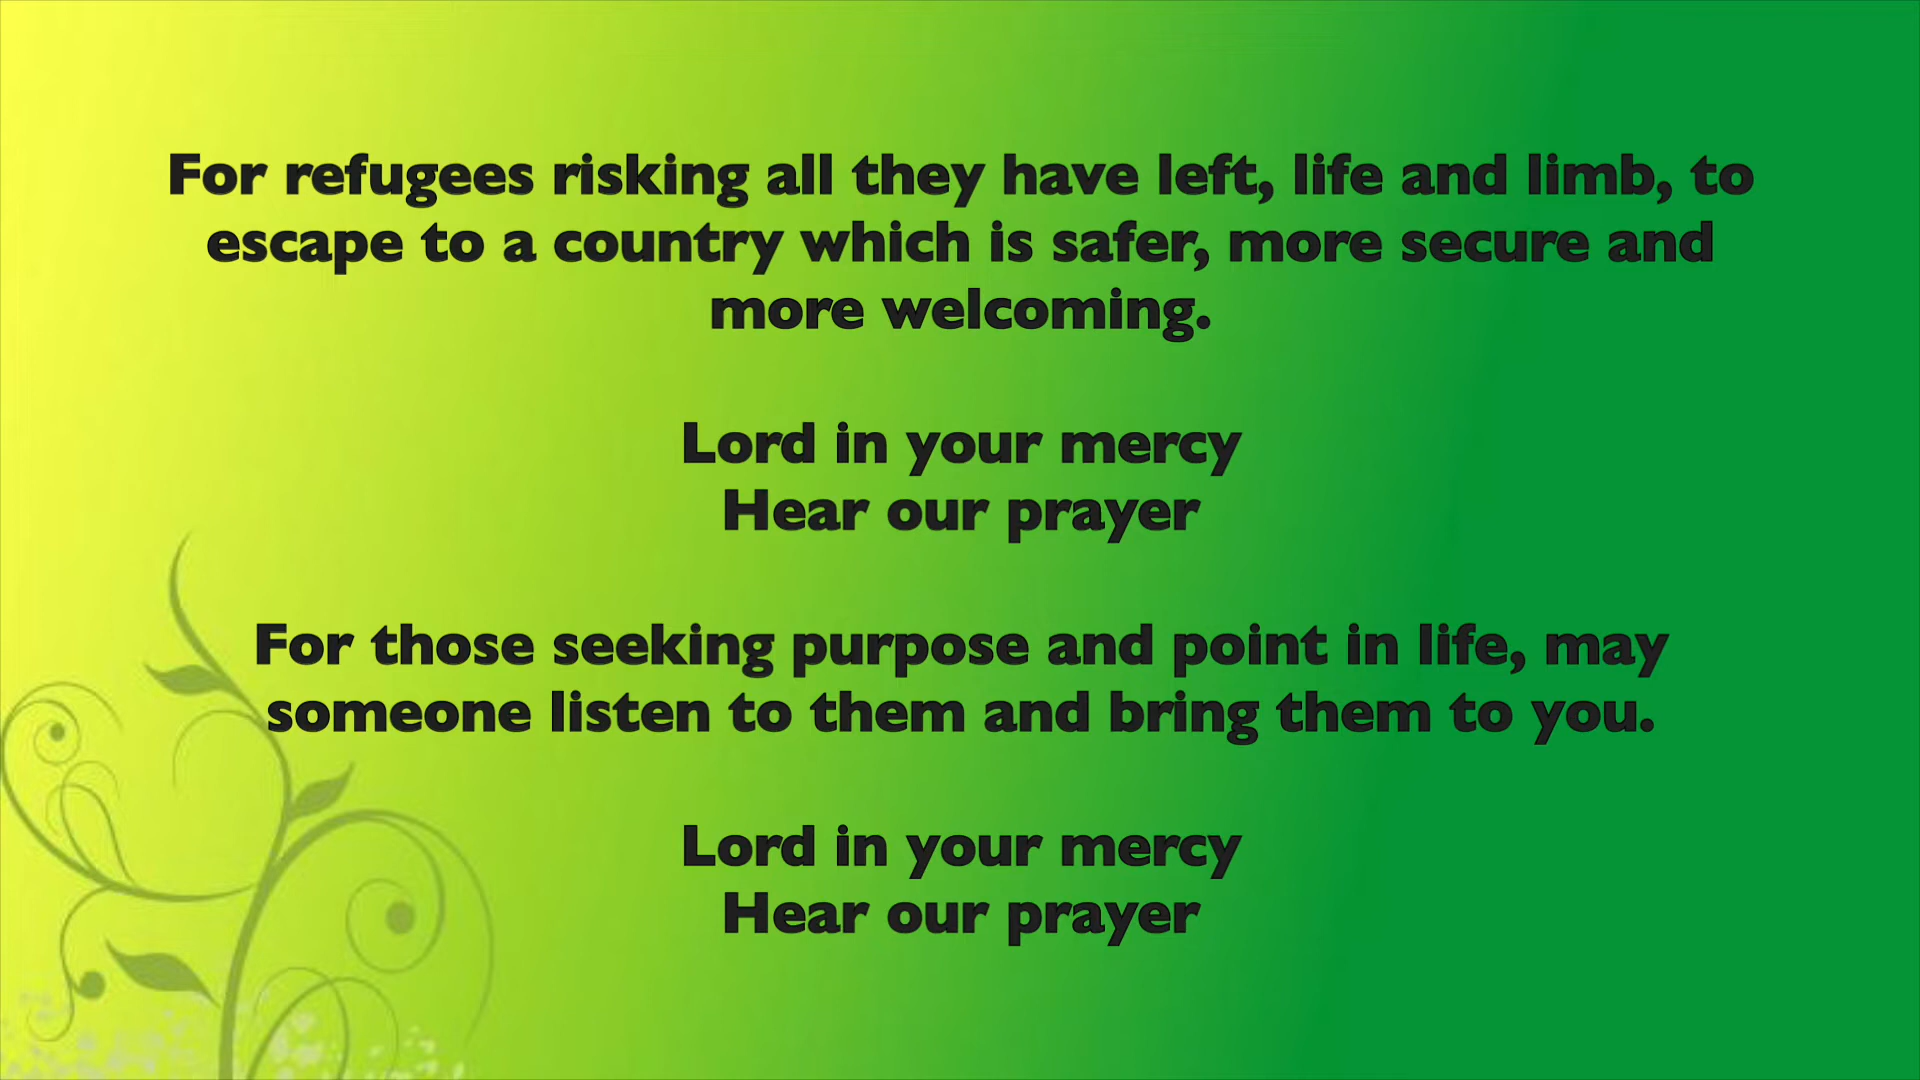 For refugees risking all they have left, life and limb, to
escape to a country which is safer, more secure and
more welcoming.
Lord in your mercy
Hear our prayer
For those seeking purpose and point in life, may
someone listen to them and bring them to you.
Lord in your mercy
Hear our prayer